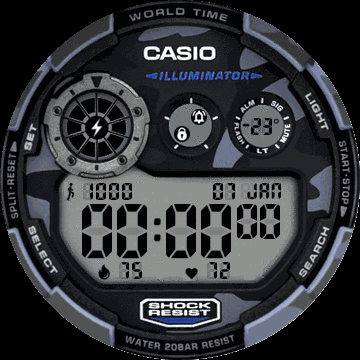 WORLD TIME
CASIO
ILLUMINATOR
ALM SIG
LIGHT
SET
-23°
FLASH MUTE
LT
SPLIT·RESET
START·STOP
1000 07 JAN
00:00 00
75 72
SELECT
SEARCH
SHOCK
RESIST
WATER 20BAR RESIST